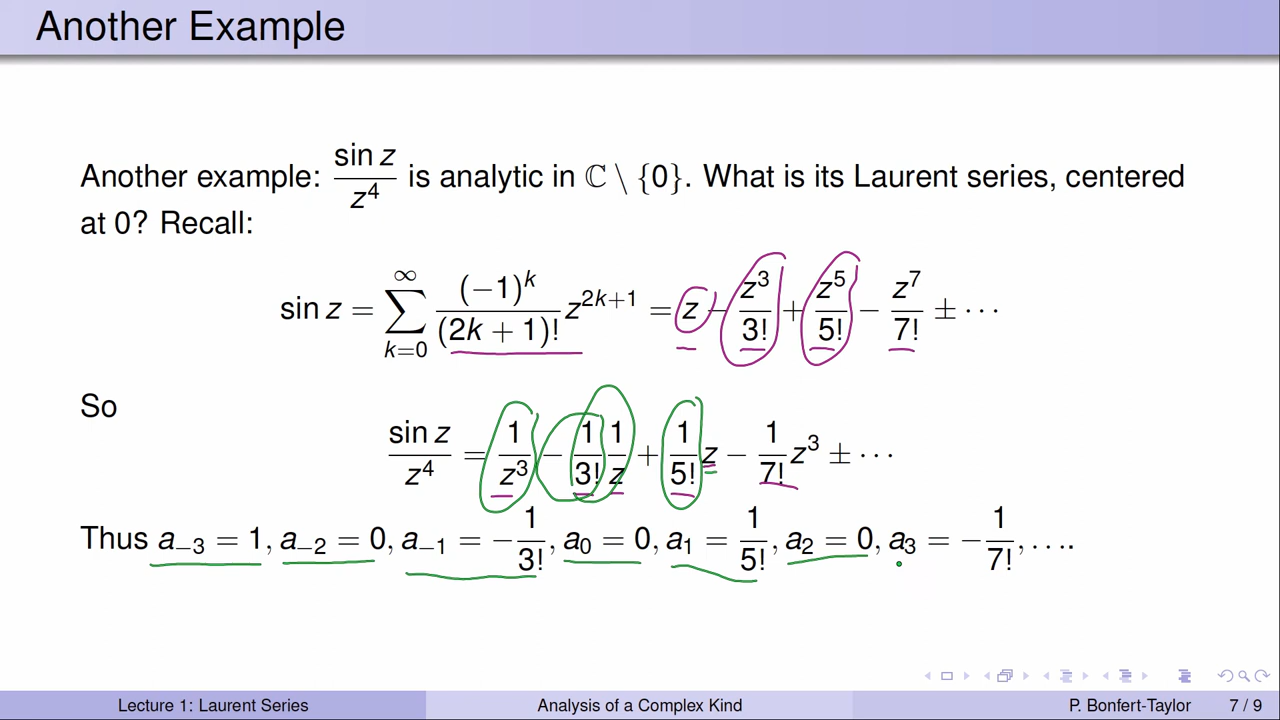 Another Example
Another example: sin z / z⁴ is analytic in ℂ \ {0}. What is its Laurent series, centered
at 0? Recall:
sin z = ∑_{k=0}^{∞} (−1)^k / (2k + 1)! z^{2k+1} = z − z³/3! + z⁵/5! − z⁷/7! ± ⋯
So
sin z / z⁴ = 1/z³ − 1/3! 1/z + 1/5! z − 1/7! z³ ± ⋯
Thus a₋₃ = 1, a₋₂ = 0, a₋₁ = −1/3!, a₀ = 0, a₁ = 1/5!, a₂ = 0, a₃ = −1/7!, ….
Lecture 1: Laurent Series Analysis of a Complex Kind P. Bonfert-Taylor 7 / 9